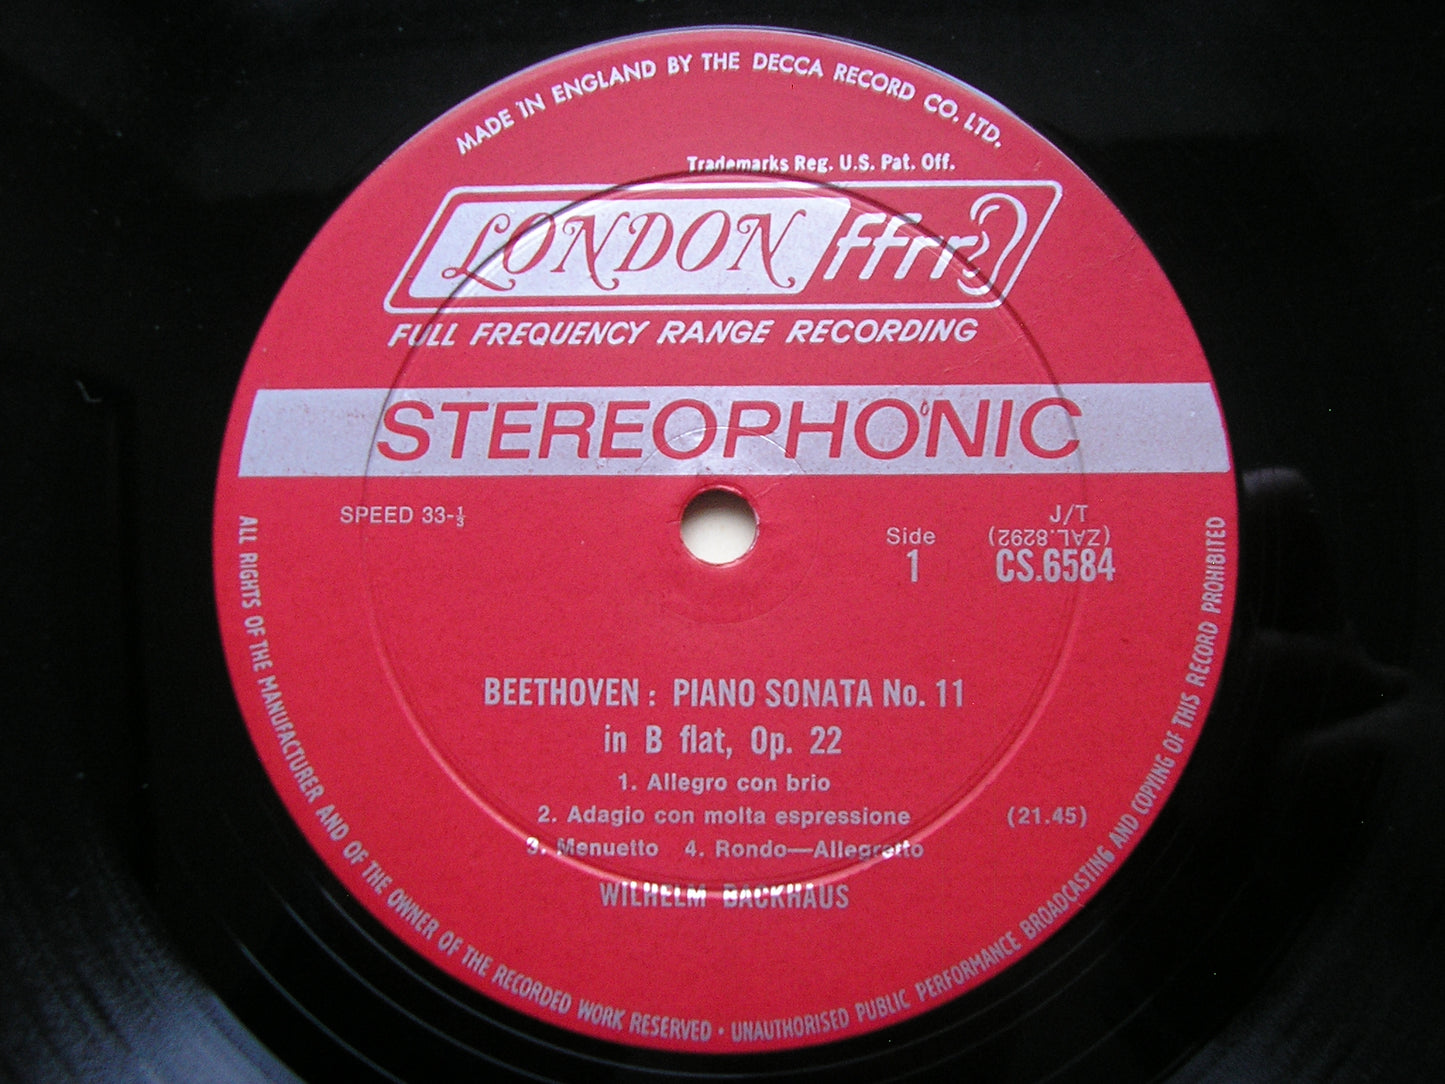 MADE IN ENGLAND BY THE DECCA RECORD CO. LTD.
Trademarks Reg. U.S. Pat. Off.
LONDON ffrr
FULL FREQUENCY RANGE RECORDING
STEREOPHONIC
SPEED 33-⅓
J/T
(ZAL.8292)
Side
1
CS.6584
BEETHOVEN : PIANO SONATA No. 11
in B flat, Op. 22
1. Allegro con brio
2. Adagio con molta espressione
(21.45)
3. Menuetto 4. Rondo—Allegretto
WILHELM BACKHAUS
ALL RIGHTS OF THE MANUFACTURER AND OF THE OWNER OF THE RECORDED WORK RESERVED · UNAUTHORISED PUBLIC PERFORMANCE BROADCASTING AND COPYING OF THIS RECORD PROHIBITED